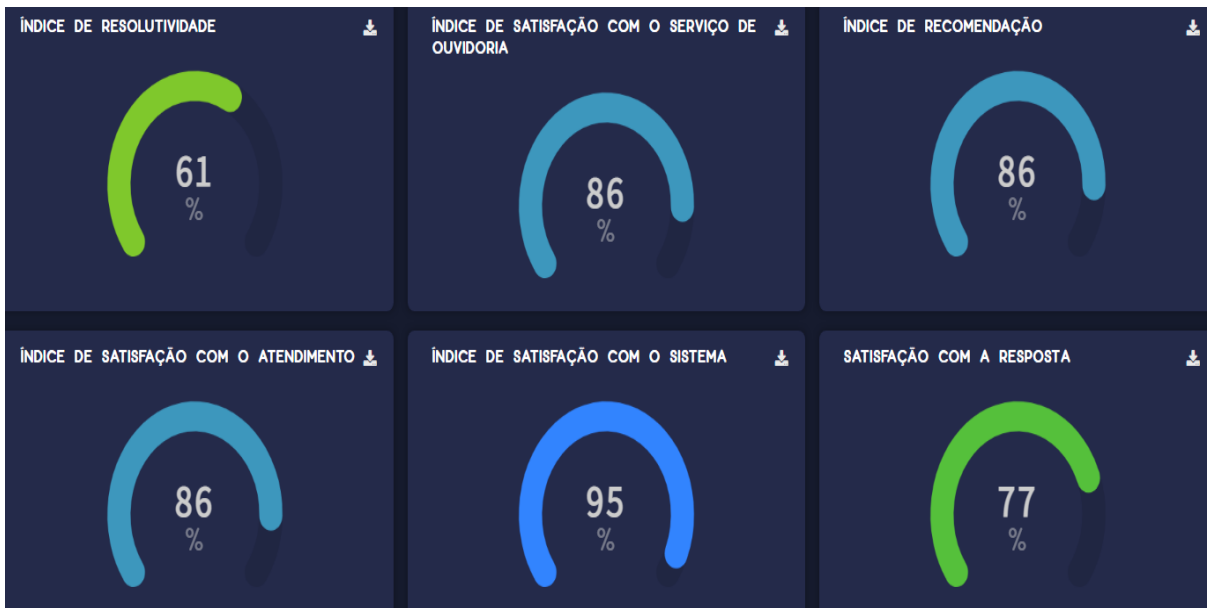 ÍNDICE DE RESOLUTIVIDADE
61
%
ÍNDICE DE SATISFAÇÃO COM O SERVIÇO DE
OUVIDORIA
86
%
ÍNDICE DE RECOMENDAÇÃO
86
%
ÍNDICE DE SATISFAÇÃO COM O ATENDIMENTO
86
%
ÍNDICE DE SATISFAÇÃO COM O SISTEMA
95
%
SATISFAÇÃO COM A RESPOSTA
77
%